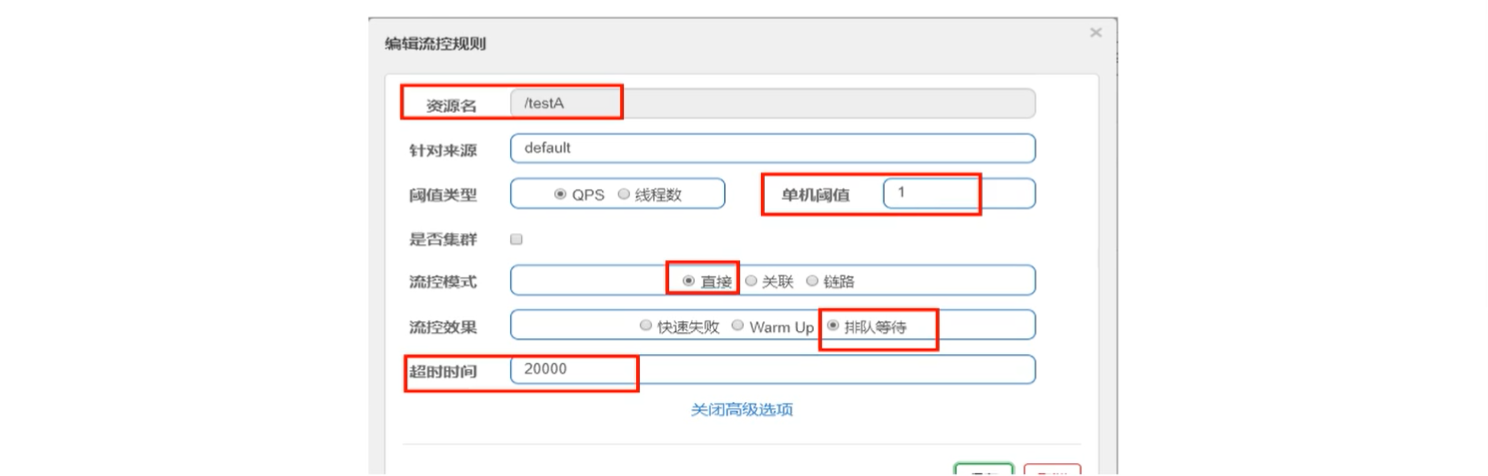 编辑流控规则 ×
资源名 /testA
针对来源 default
阈值类型 QPS 线程数 单机阈值 1
是否集群
流控模式 直接 关联 链路
流控效果 快速失败 Warm Up 排队等待
超时时间 20000
关闭高级选项